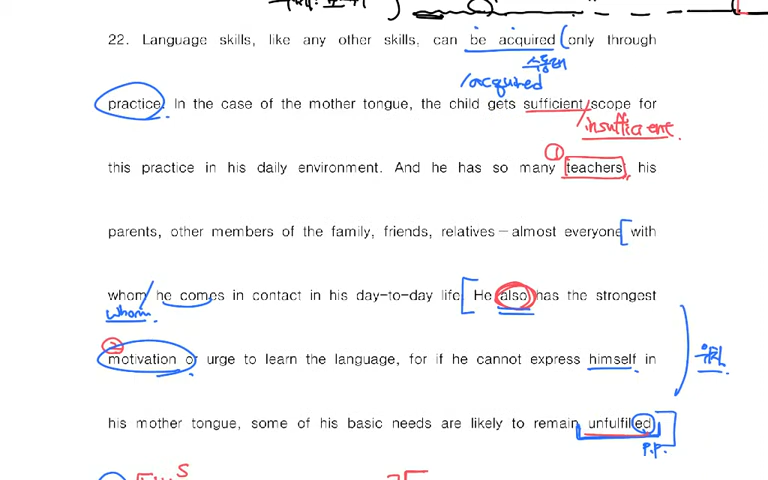 22. Language skills, like any other skills, can be acquired (only through
수동태
/acquired
practice. In the case of the mother tongue, the child gets sufficient/scope for
/insufficient
①
this practice in his daily environment. And he has so many teachers, his
parents, other members of the family, friends, relatives – almost everyone [with
whom/he comes in contact in his day-to-day life. [He also has the strongest
whom.
②
motivation or urge to learn the language, for if he cannot express himself in
his mother tongue, some of his basic needs are likely to remain unfulfilled]
P.P.
S